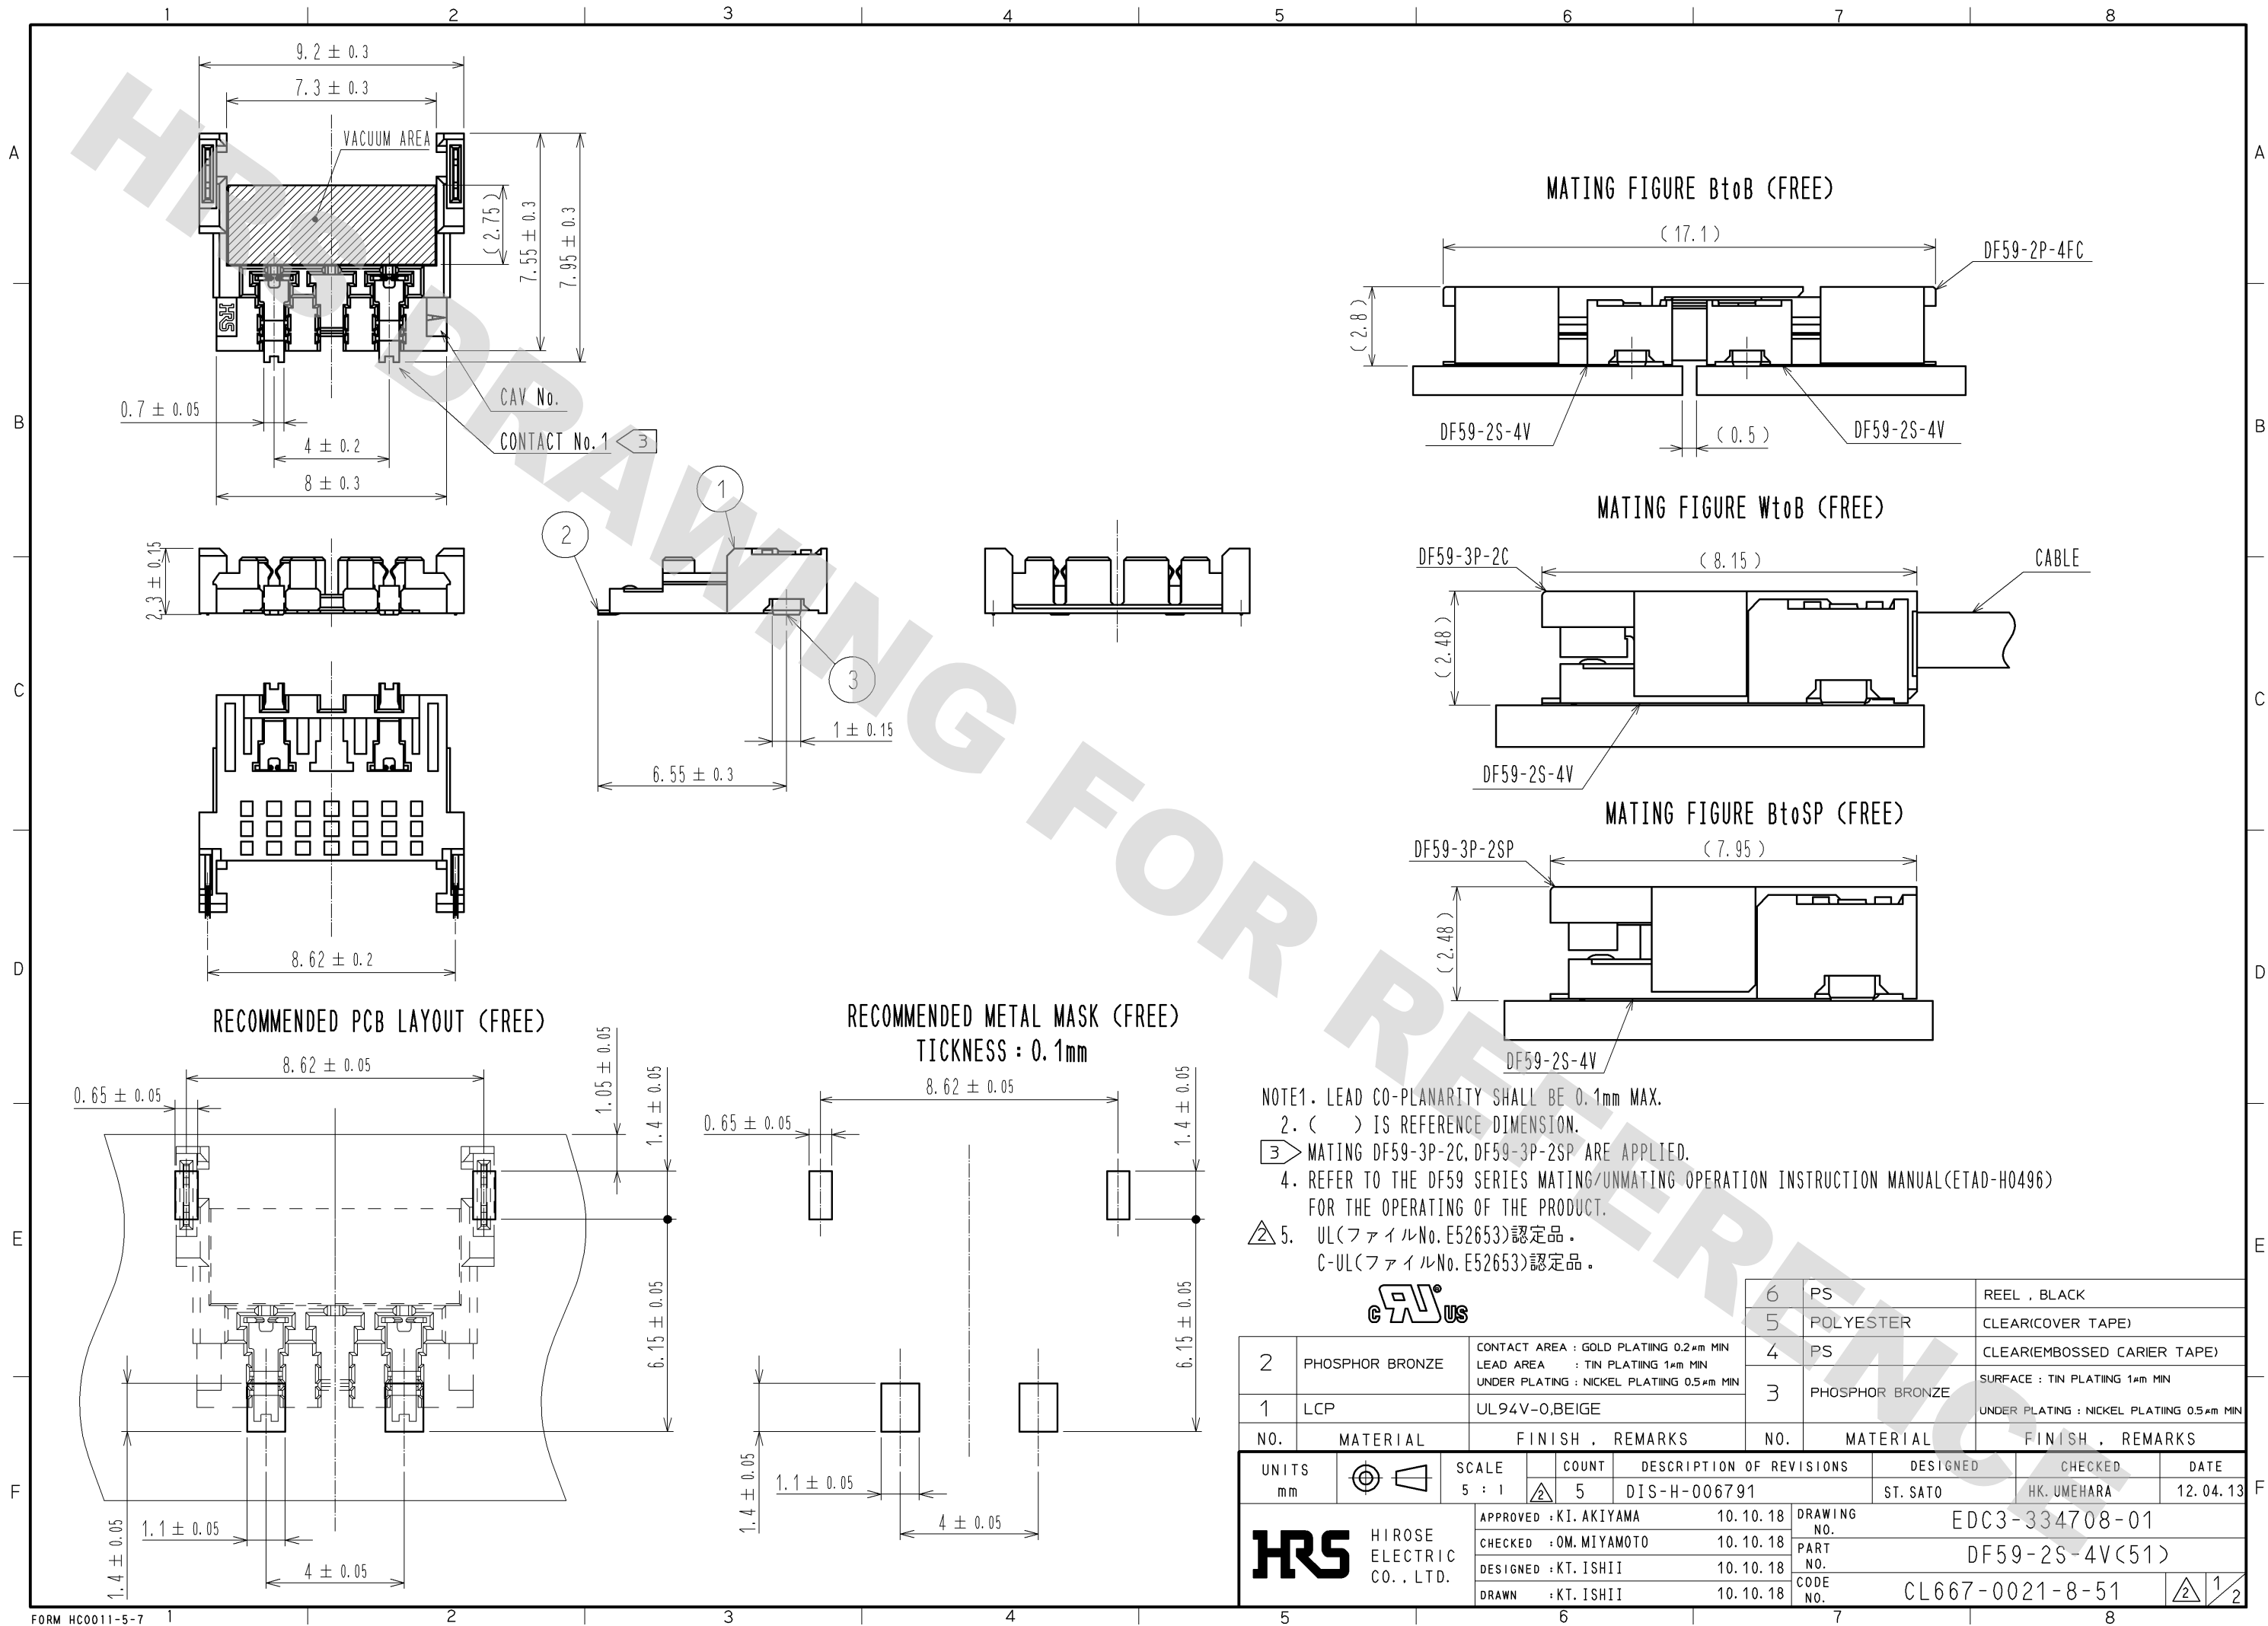 1 2 3 4 5 6 7 8
A A
B B
C C
D D
E E
F F
HRS DRAWING FOR REFERENCE
9.2 ± 0.3
7.3 ± 0.3
VACUUM AREA
( 2.75 )
7.55 ± 0.3
7.95 ± 0.3
HRS
A
CAV No.
CONTACT No.1 3
0.7 ± 0.05
4 ± 0.2
8 ± 0.3
2.3 ± 0.15
1
2
3
1 ± 0.15
6.55 ± 0.3
8.62 ± 0.2
MATING FIGURE BtoB (FREE)
( 17.1 )
DF59-2P-4FC
( 2.8 )
DF59-2S-4V
( 0.5 )
DF59-2S-4V
MATING FIGURE WtoB (FREE)
DF59-3P-2C
( 8.15 )
CABLE
( 2.48 )
DF59-2S-4V
MATING FIGURE BtoSP (FREE)
DF59-3P-2SP
( 7.95 )
( 2.48 )
DF59-2S-4V
RECOMMENDED PCB LAYOUT (FREE)
8.62 ± 0.05
0.65 ± 0.05
1.05 ± 0.05
1.4 ± 0.05
6.15 ± 0.05
1.4 ± 0.05
1.1 ± 0.05
4 ± 0.05
RECOMMENDED METAL MASK (FREE)
TICKNESS : 0.1mm
8.62 ± 0.05
0.65 ± 0.05
1.4 ± 0.05
6.15 ± 0.05
1.4 ± 0.05
1.1 ± 0.05
4 ± 0.05
NOTE1. LEAD CO-PLANARITY SHALL BE 0.1mm MAX.
2. ( ) IS REFERENCE DIMENSION.
3 MATING DF59-3P-2C, DF59-3P-2SP ARE APPLIED.
4. REFER TO THE DF59 SERIES MATING/UNMATING OPERATION INSTRUCTION MANUAL(ETAD-H0496)
FOR THE OPERATING OF THE PRODUCT.
2 5. UL(ファイルNo.E52653)認定品。
C-UL(ファイルNo.E52653)認定品。
c RU ® US
6 PS REEL , BLACK
5 POLYESTER CLEAR(COVER TAPE)
4 PS CLEAR(EMBOSSED CARIER TAPE)
3 PHOSPHOR BRONZE SURFACE : TIN PLATIING 1μm MIN
UNDER PLATING : NICKEL PLATIING 0.5μm MIN
2 PHOSPHOR BRONZE CONTACT AREA : GOLD PLATIING 0.2μm MIN
LEAD AREA : TIN PLATIING 1μm MIN
UNDER PLATING : NICKEL PLATIING 0.5μm MIN
1 LCP UL94V-0,BEIGE
NO. MATERIAL FINISH , REMARKS NO. MATERIAL FINISH , REMARKS
UNITS mm
SCALE 5 : 1
COUNT DESCRIPTION OF REVISIONS DESIGNED CHECKED DATE
2 5 DIS-H-006791 ST. SATO HK. UMEHARA 12.04.13
HRS HIROSE ELECTRIC CO., LTD.
APPROVED : KI. AKIYAMA 10.10.18
CHECKED : OM. MIYAMOTO 10.10.18
DESIGNED : KT. ISHII 10.10.18
DRAWN : KT. ISHII 10.10.18
DRAWING NO. EDC3-334708-01
PART NO. DF59-2S-4V(51)
CODE NO. CL667-0021-8-51 2 1/2
FORM HC0011-5-7
1 2 3 4 5 6 7 8